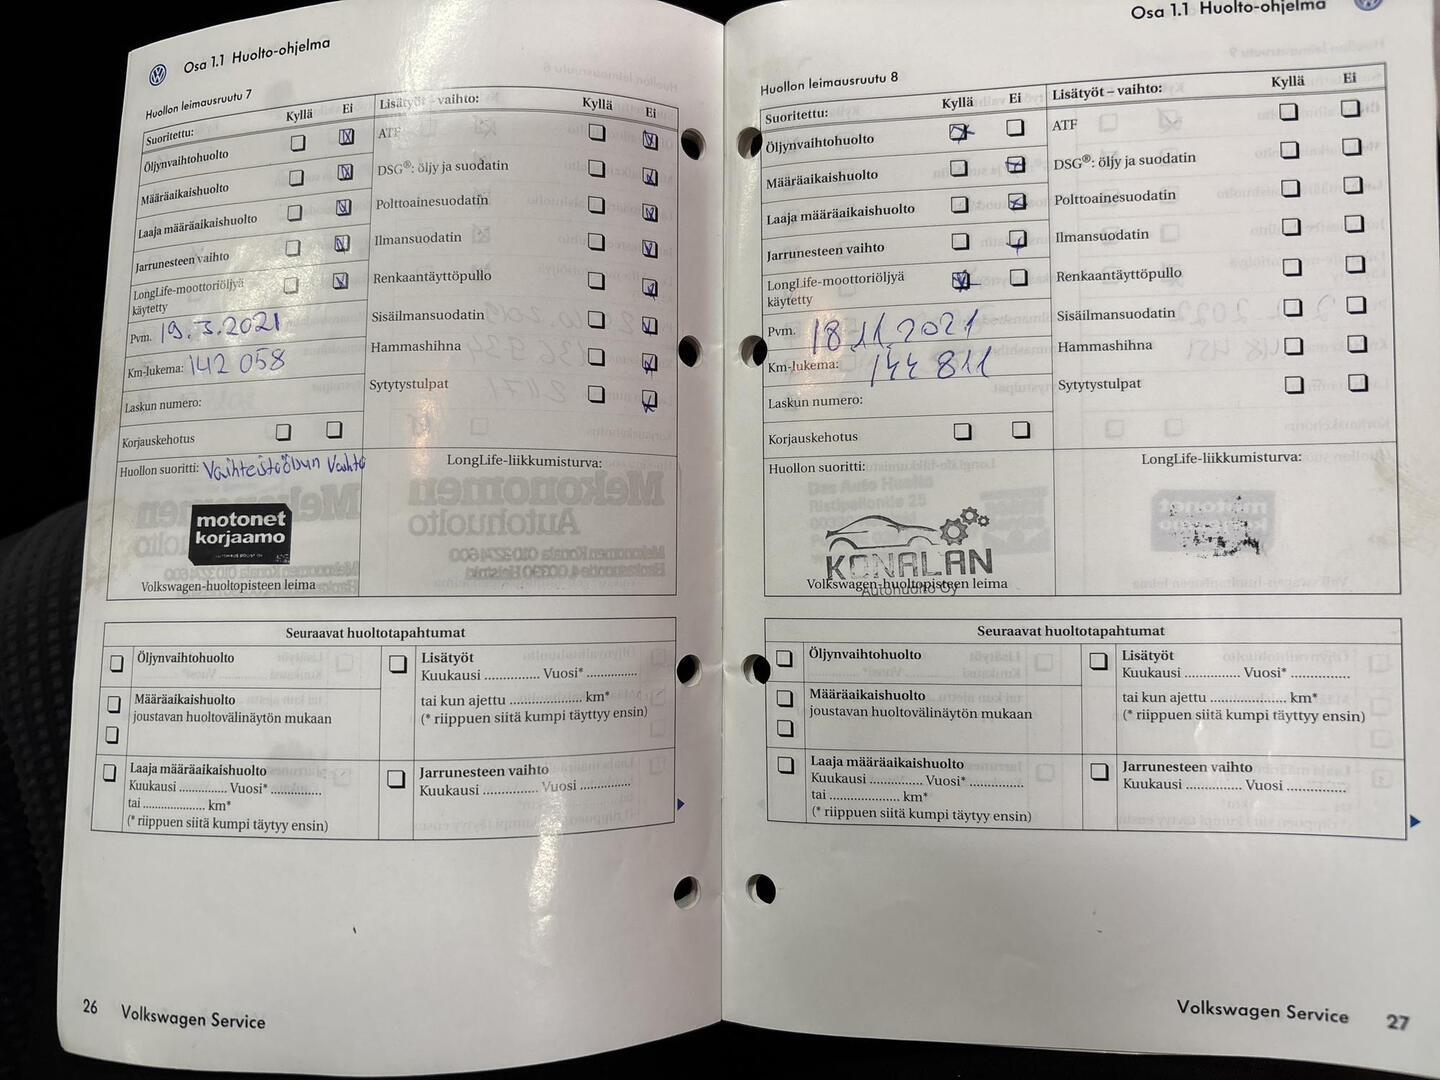 Osa 1.1 Huolto-ohjelma
Huollon leimausruutu 7
Suoritettu: Kyllä Ei
Öljynvaihtohuolto
Määräaikaishuolto
Laaja määräaikaishuolto
Jarrunesteen vaihto
LongLife-moottoriöljyä
käytetty
Pvm. 19.3.2021
Km-lukema: 142 058
Laskun numero:
Korjauskehotus
Huollon suoritti: Vaihteistoöljyn Vaihto
motonet
korjaamo
Volkswagen-huoltopisteen leima
Lisätyöt – vaihto: Kyllä Ei
ATF
DSG®: öljy ja suodatin
Polttoainesuodatin
Ilmansuodatin
Renkaantäyttöpullo
Sisäilmansuodatin
Hammashihna
Sytytystulpat
LongLife-liikkumisturva:
Seuraavat huoltotapahtumat
Öljynvaihtohuolto
Määräaikaishuolto
joustavan huoltovälinäytön mukaan
Laaja määräaikaishuolto
Kuukausi .............. Vuosi* ..............
tai .................... km*
(* riippuen siitä kumpi täytyy ensin)
Lisätyöt
Kuukausi ............... Vuosi* ..............
tai kun ajettu ...................... km*
(* riippuen siitä kumpi täyttyy ensin)
Jarrunesteen vaihto
Kuukausi ............... Vuosi ...............
26 Volkswagen Service
Osa 1.1 Huolto-ohjelma
Huollon leimausruutu 8
Suoritettu: Kyllä Ei
Öljynvaihtohuolto
Määräaikaishuolto
Laaja määräaikaishuolto
Jarrunesteen vaihto
LongLife-moottoriöljyä
käytetty
Pvm. 18.11.2021
Km-lukema: 144 811
Laskun numero:
Korjauskehotus
Huollon suoritti:
KONALAN
Volkswagen-huoltopisteen leima
Autohuolto Oy
Lisätyöt – vaihto: Kyllä Ei
ATF
DSG®: öljy ja suodatin
Polttoainesuodatin
Ilmansuodatin
Renkaantäyttöpullo
Sisäilmansuodatin
Hammashihna
Sytytystulpat
LongLife-liikkumisturva:
Seuraavat huoltotapahtumat
Öljynvaihtohuolto
Määräaikaishuolto
joustavan huoltovälinäytön mukaan
Laaja määräaikaishuolto
Kuukausi .............. Vuosi* ..............
tai .................... km*
(* riippuen siitä kumpi täytyy ensin)
Lisätyöt
Kuukausi ............... Vuosi* ..............
tai kun ajettu ...................... km*
(* riippuen siitä kumpi täyttyy ensin)
Jarrunesteen vaihto
Kuukausi ............... Vuosi ...............
Volkswagen Service 27